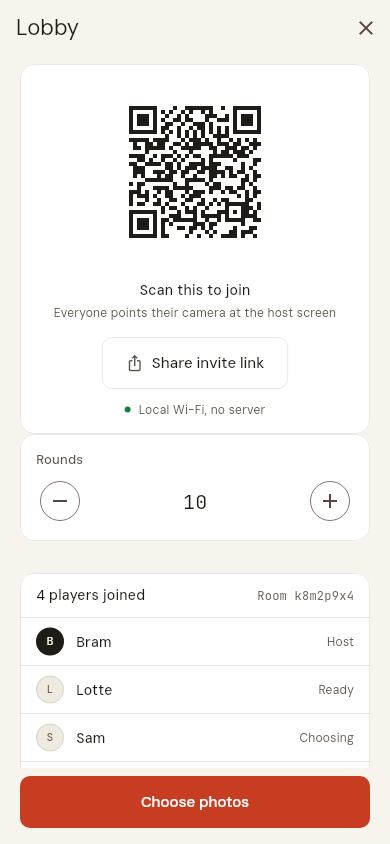 Lobby
Scan this to join
Everyone points their camera at the host screen
Share invite link
Local Wi-Fi, no server
Rounds
10
4 players joined
Room k8m2p9x4
B Bram Host
L Lotte Ready
S Sam Choosing
Choose photos